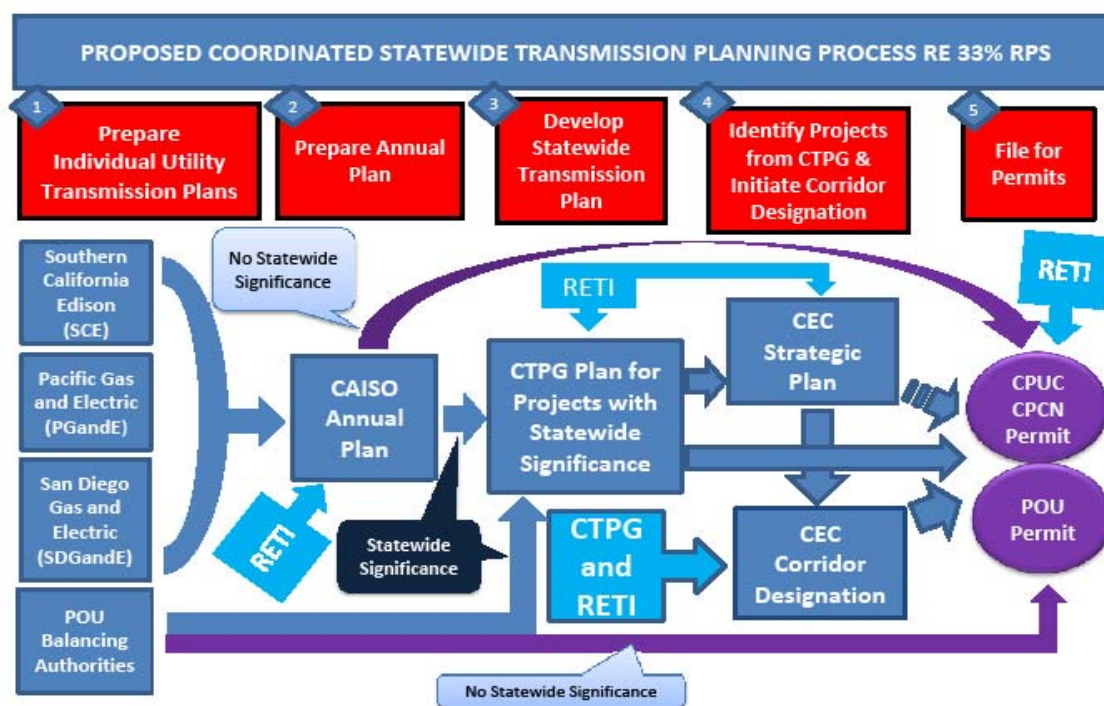 PROPOSED COORDINATED STATEWIDE TRANSMISSION PLANNING PROCESS RE 33% RPS
1
Prepare
Individual Utility
Transmission Plans
2
Prepare Annual
Plan
3
Develop
Statewide
Transmission
Plan
4
Identify Projects
from CTPG &
Initiate Corridor
Designation
5
File for
Permits
Southern
California
Edison
(SCE)
Pacific Gas
and Electric
(PGandE)
San Diego
Gas and
Electric
(SDGandE)
POU
Balancing
Authorities
No Statewide
Significance
CAISO
Annual
Plan
RETI
Statewide
Significance
RETI
CTPG Plan for
Projects with
Statewide
Significance
CTPG
and
RETI
CEC
Strategic
Plan
CEC
Corridor
Designation
RETI
CPUC
CPCN
Permit
POU
Permit
No Statewide Significance